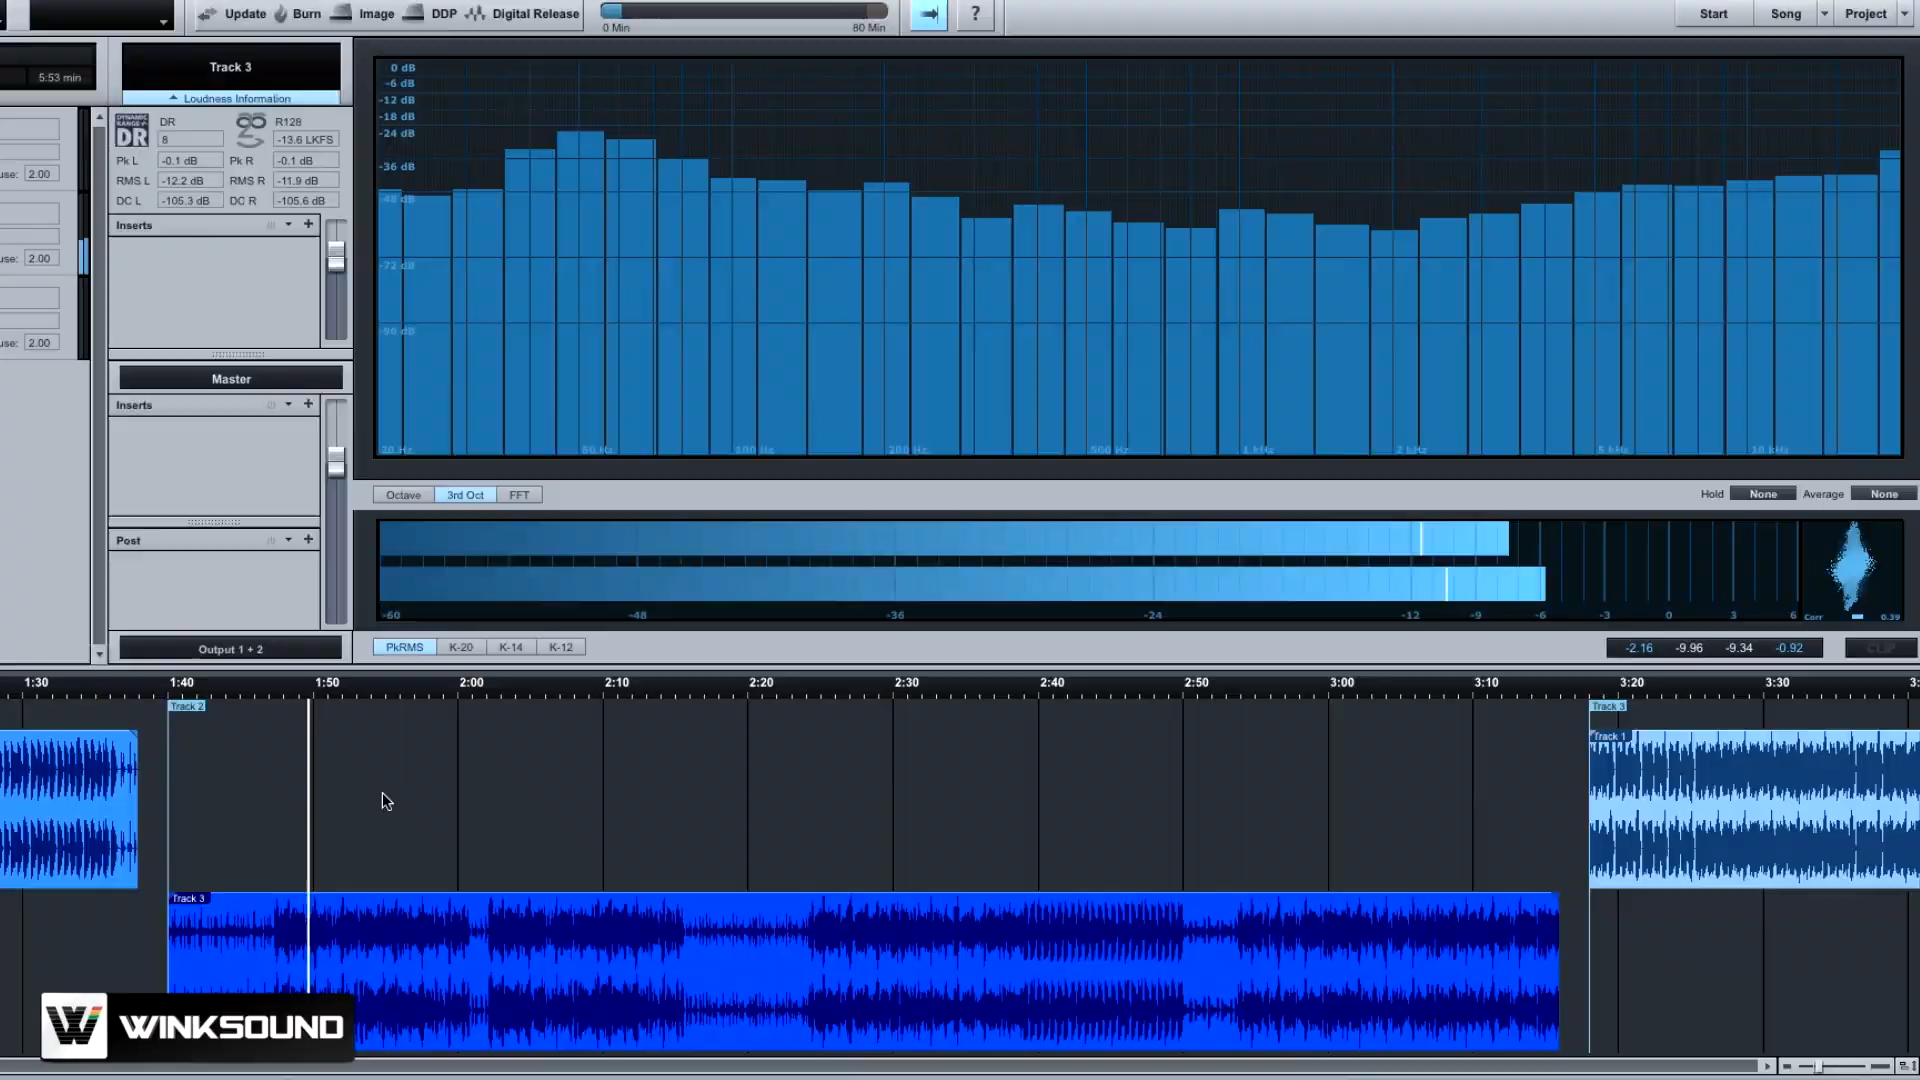 Update Burn Image DDP Digital Release
0 Min 80 Min
?
Start Song Project
5:53 min
Track 3
Loudness Information
DYNAMIC RANGE DR
DR
8
R128
-13.6 LKFS
Pk L -0.1 dB Pk R -0.1 dB
RMS L -12.2 dB RMS R -11.9 dB
DC L -105.3 dB DC R -105.6 dB
use: 2.00
use: 2.00
use: 2.00
Inserts
Master
Inserts
Post
Output 1 + 2
0 dB
-6 dB
-12 dB
-18 dB
-24 dB
-36 dB
-48 dB
-72 dB
-90 dB
20 Hz 50 Hz 100 Hz 200 Hz 500 Hz 1 kHz 2 kHz 5 kHz 10 kHz
Octave 3rd Oct FFT
Hold None Average None
-60 -48 -36 -24 -12 -9 -6 -3 0 3 6 Corr 0.39
PkRMS K-20 K-14 K-12
-2.16 -9.96 -9.34 -0.92 CLIP
1:30 1:40 1:50 2:00 2:10 2:20 2:30 2:40 2:50 3:00 3:10 3:20 3:30 3:
Track 2
Track 3
Track 1
Track 3
W WINKSOUND